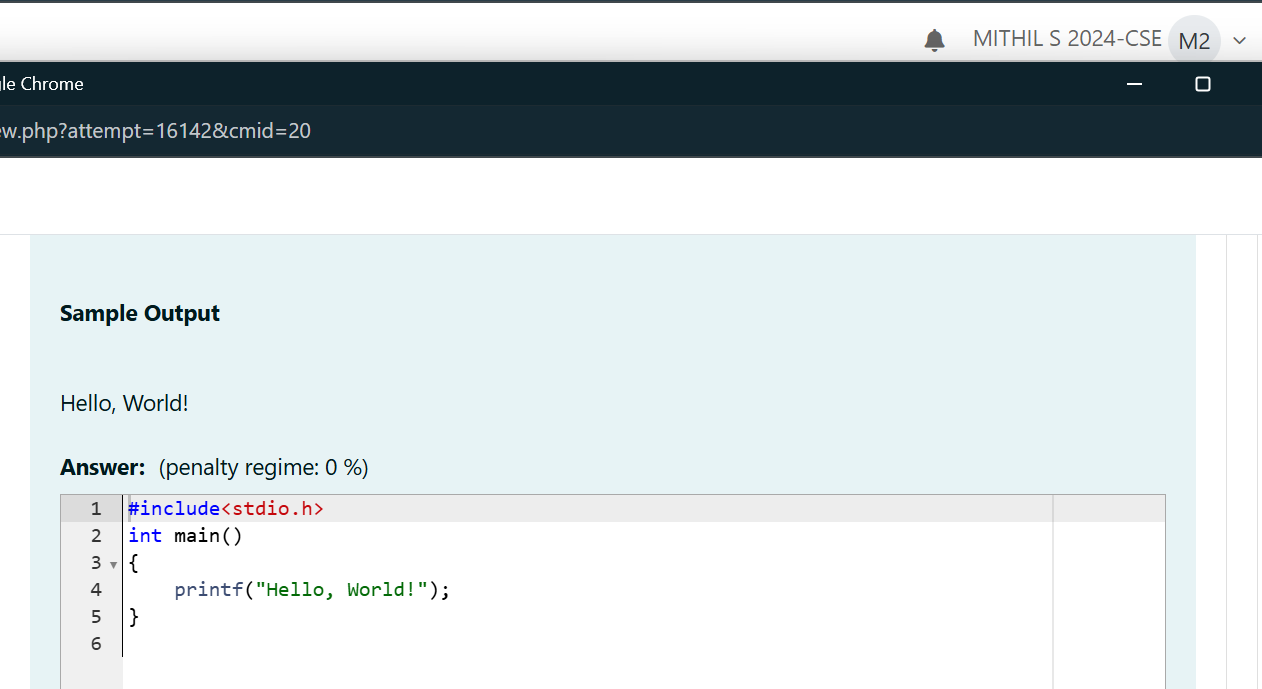 MITHIL S 2024-CSE M2
le Chrome
ew.php?attempt=16142&cmid=20
Sample Output
Hello, World!
Answer: (penalty regime: 0 %)
1 #include<stdio.h>
2 int main()
3 {
4 printf("Hello, World!");
5 }
6